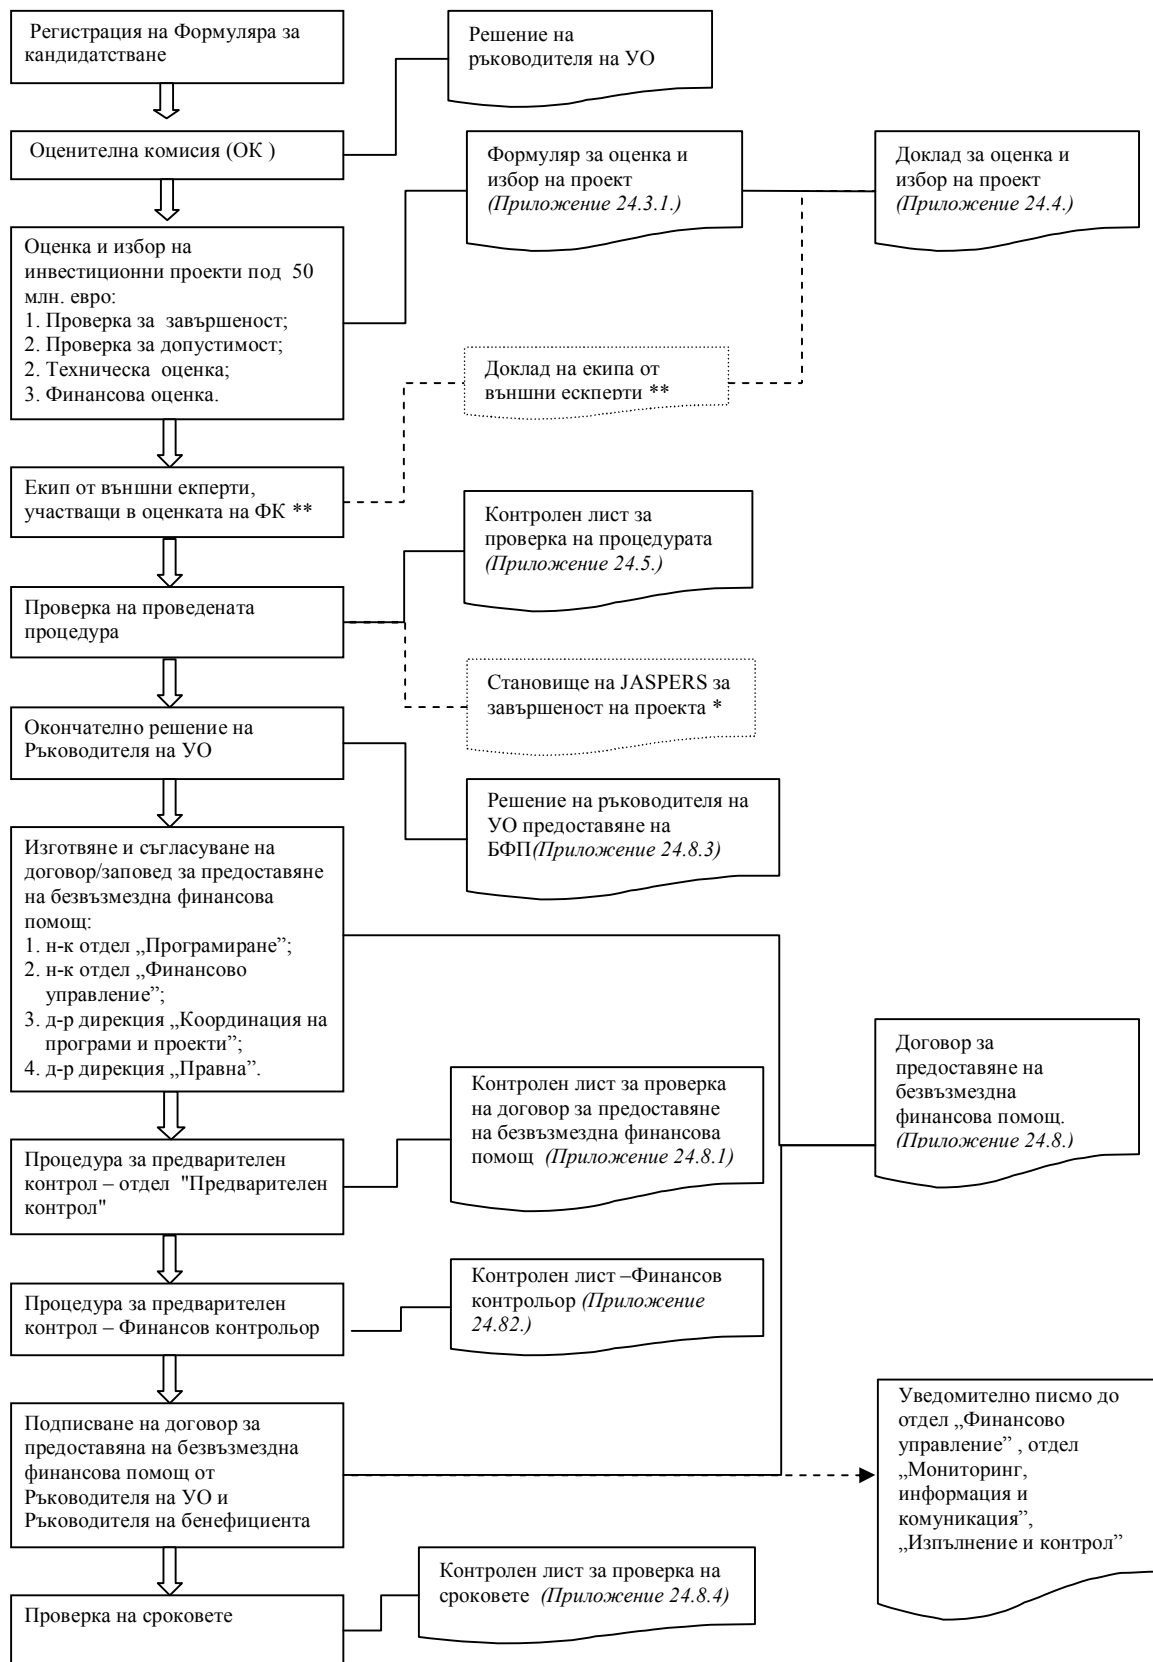 Регистрация на Формуляра за
кандидатстване
Решение на
ръководителя на УО
Оценителна комисия (ОК )
Формуляр за оценка и
избор на проект
(Приложение 24.3.1.)
Доклад за оценка и
избор на проект
(Приложение 24.4.)
Оценка и избор на
инвестиционни проекти под 50
млн. евро:
1. Проверка за завършеност;
2. Проверка за допустимост;
2. Техническа оценка;
3. Финансова оценка.
Доклад на екипа от
външни ескперти **
Екип от външни екперти,
участващи в оценката на ФК **
Контролен лист за
проверка на процедурата
(Приложение 24.5.)
Проверка на проведената
процедура
Становище на JASPERS за
завършеност на проекта *
Окончателно решение на
Ръководителя на УО
Решение на ръководителя на
УО предоставяне на
БФП(Приложение 24.8.3)
Изготвяне и съгласуване на
договор/заповед за предоставяне
на безвъзмездна финансова
помощ:
1. н-к отдел „Програмиране”;
2. н-к отдел „Финансово
управление”;
3. д-р дирекция „Координация на
програми и проекти”;
4. д-р дирекция „Правна”.
Договор за
предоставяне на
безвъзмездна
финансова помощ.
(Приложение 24.8.)
Контролен лист за проверка
на договор за предоставяне
на безвъзмездна финансова
помощ (Приложение 24.8.1)
Процедура за предварителен
контрол – отдел "Предварителен
контрол"
Контролен лист –Финансов
контрольор (Приложение
24.82.)
Процедура за предварителен
контрол – Финансов контрольор
Подписване на договор за
предоставяна на безвъзмездна
финансова помощ от
Ръководителя на УО и
Ръководителя на бенефициента
Уведомително писмо до
отдел „Финансово
управление” , отдел
„Мониторинг,
информация и
комуникация”,
„Изпълнение и контрол”
Контролен лист за проверка на
сроковете (Приложение 24.8.4)
Проверка на сроковете